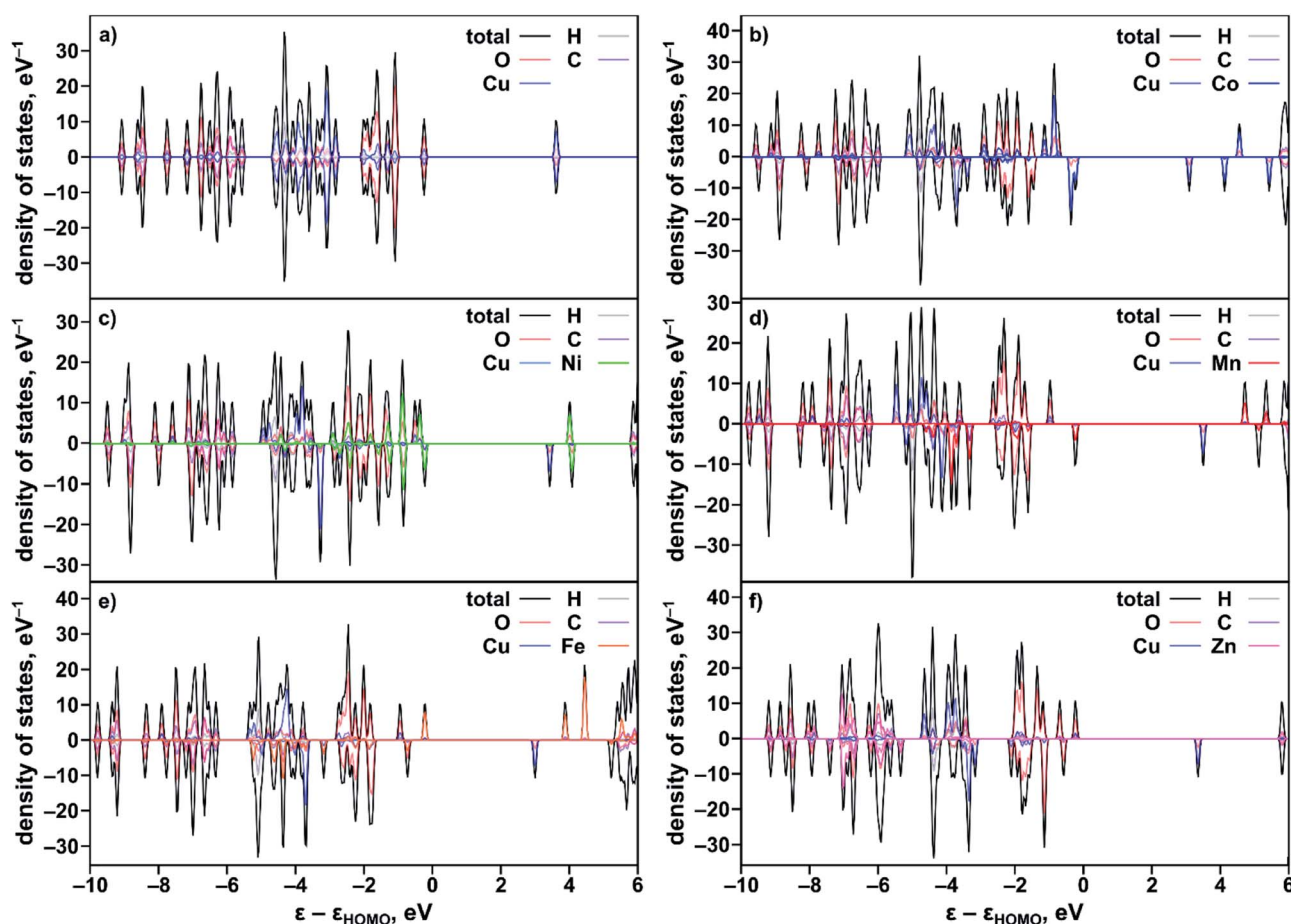 a)
total H
O C
Cu
30
20
10
0
−10
−20
−30
density of states, eV−1
b)
total H
O C
Cu Co
40
30
20
10
0
−10
−20
−30
density of states, eV−1
c)
total H
O C
Cu Ni
30
20
10
0
−10
−20
−30
density of states, eV−1
d)
total H
O C
Cu Mn
30
20
10
0
−10
−20
−30
density of states, eV−1
e)
total H
O C
Cu Fe
40
30
20
10
0
−10
−20
−30
density of states, eV−1
−10 −8 −6 −4 −2 0 2 4 6
ε − εHOMO, eV
f)
total H
O C
Cu Zn
40
30
20
10
0
−10
−20
−30
density of states, eV−1
−10 −8 −6 −4 −2 0 2 4 6
ε − εHOMO, eV